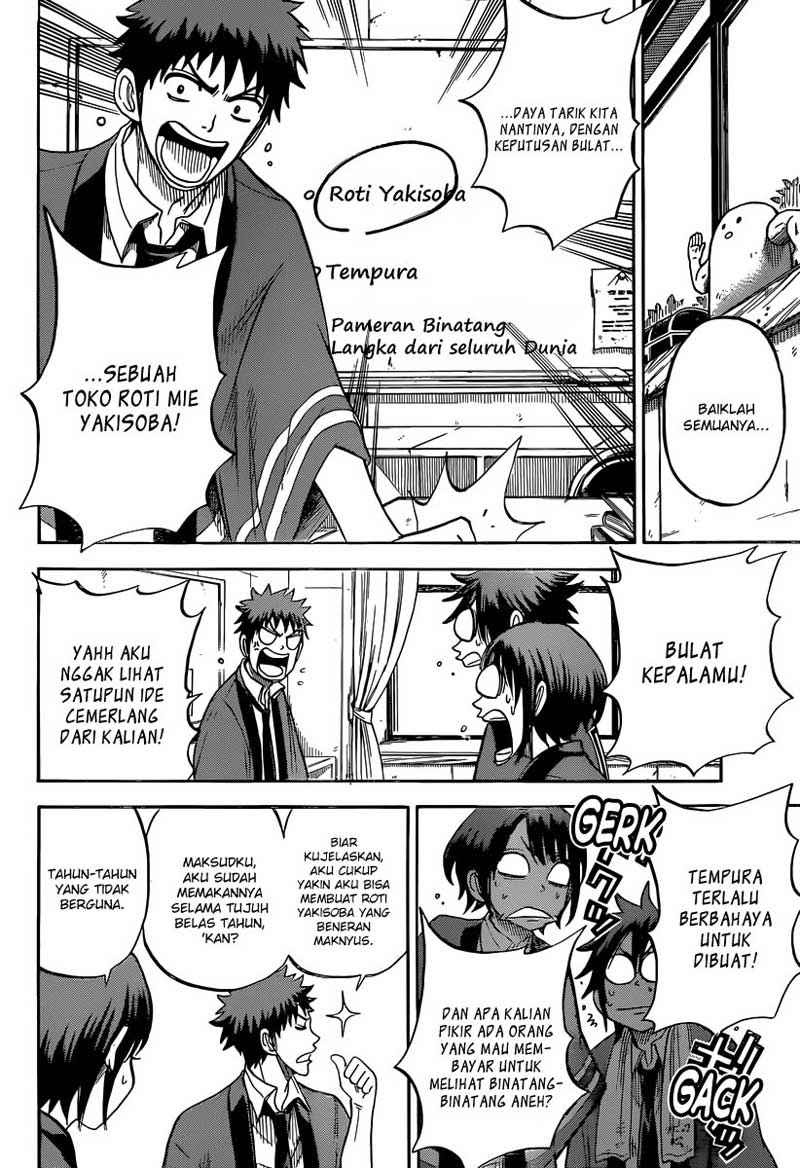 BAIKLAH
SEMUANYA...
...DAYA TARIK KITA
NANTINYA, DENGAN
KEPUTUSAN BULAT...
Roti Yakisoba
Tempura
Pameran Binatang
Langka dari seluruh Dunia
...SEBUAH
TOKO ROTI MIE
YAKISOBA!
BULAT
KEPALAMU!
YAHH AKU
NGGAK LIHAT
SATUPUN IDE
CEMERLANG
DARI KALIAN!
TEMPURA
TERLALU
BERBAHAYA
UNTUK
DIBUAT!
GERK
GACK
DAN APA KALIAN
PIKIR ADA ORANG
YANG MAU MEM-
BAYAR UNTUK
MELIHAT BINATANG-
BINATANG ANEH?
BIAR
KUJELASKAN,
AKU CUKUP
YAKIN AKU BISA
MEMBUAT ROTI
YAKISOBA YANG
BENERAN
MAKNYUS.
MAKSUDKU,
AKU SUDAH
MEMAKANNYA
SELAMA TUJUH
BELAS TAHUN,
'KAN?
TAHUN-TAHUN
YANG TIDAK
BERGUNA.